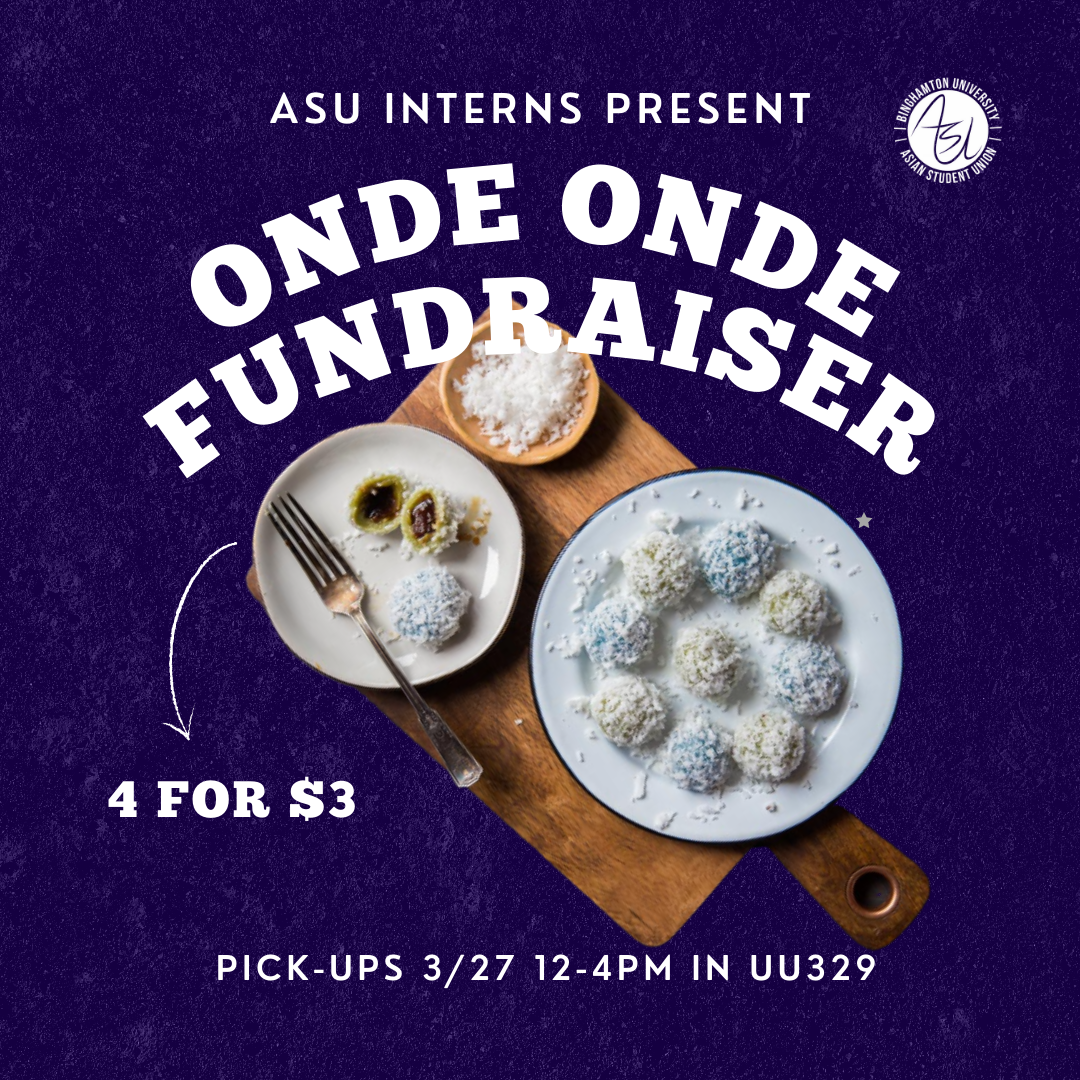 ASU INTERNS PRESENT
BINGHAMTON UNIVERSITY
ASU
ASIAN STUDENT UNION
ONDE ONDE
FUNDRAISER
4 FOR $3
PICK-UPS 3/27 12-4PM IN UU329